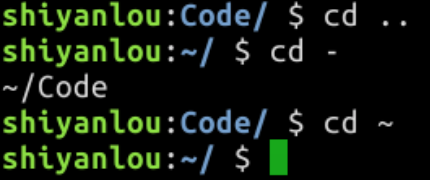 shiyanlou:Code/ $ cd ..
shiyanlou:~/ $ cd -
~/Code
shiyanlou:Code/ $ cd ~
shiyanlou:~/ $